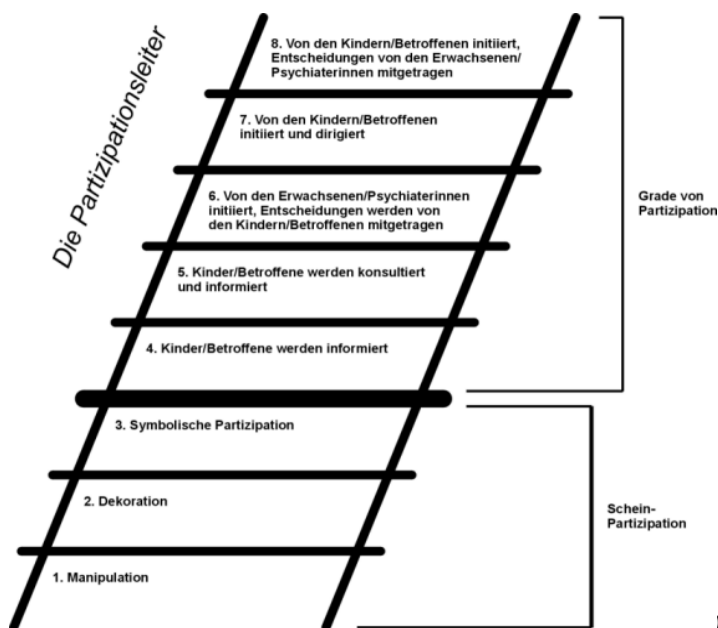 Die Partizipationsleiter
8. Von den Kindern/Betroffenen initiiert,
Entscheidungen von den Erwachsenen/
Psychiaterinnen mitgetragen
7. Von den Kindern/Betroffenen
initiiert und dirigiert
6. Von den Erwachsenen/Psychiaterinnen
initiiert, Entscheidungen werden von
den Kindern/Betroffenen mitgetragen
5. Kinder/Betroffene werden konsultiert
und informiert
4. Kinder/Betroffene werden informiert
Grade von
Partizipation
3. Symbolische Partizipation
2. Dekoration
1. Manipulation
Schein-
Partizipation